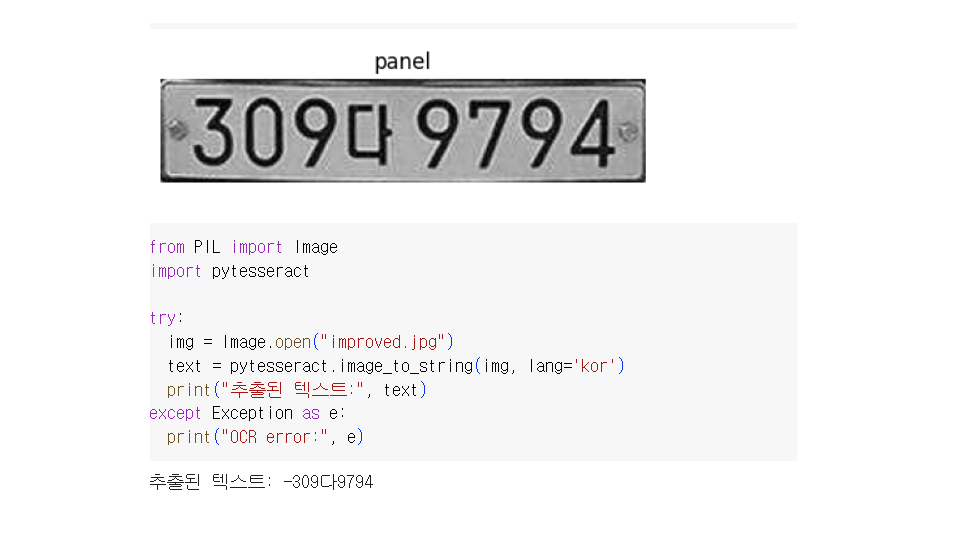 panel
309다 9794
from PIL import Image
import pytesseract
try:
  img = Image.open("improved.jpg")
  text = pytesseract.image_to_string(img, lang='kor')
  print("추출된 텍스트:", text)
except Exception as e:
  print("OCR error:", e)
추출된 텍스트: -309다9794